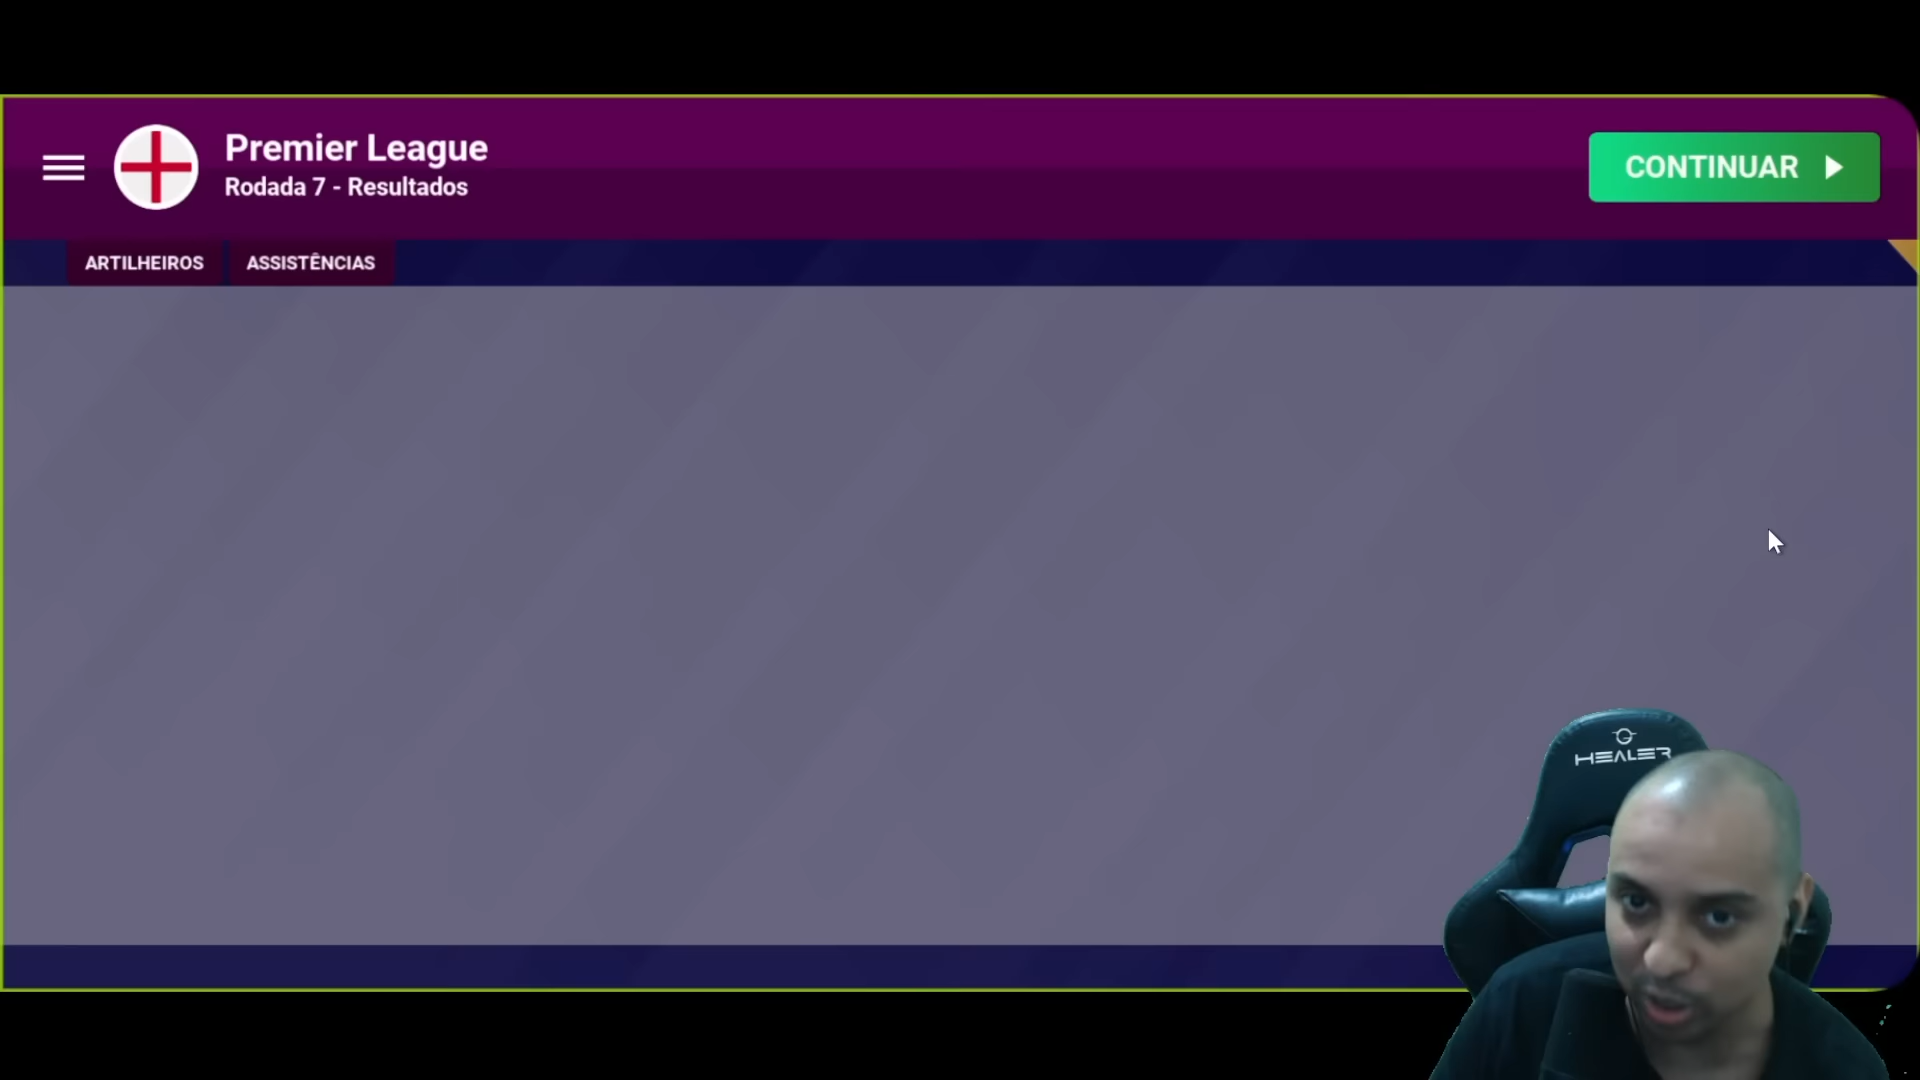 Premier League
Rodada 7 - Resultados
CONTINUAR
ARTILHEIROS
ASSISTÊNCIAS
HEALER